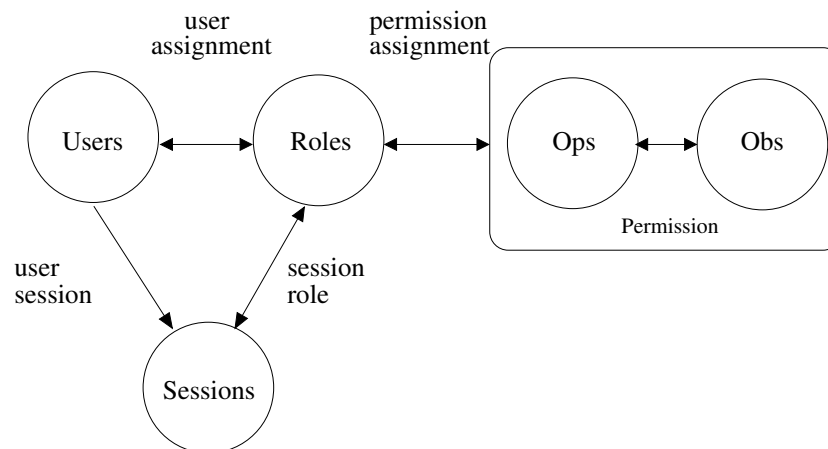 user
assignment
permission
assignment
Users
Roles
Ops
Obs
Permission
user
session
session
role
Sessions